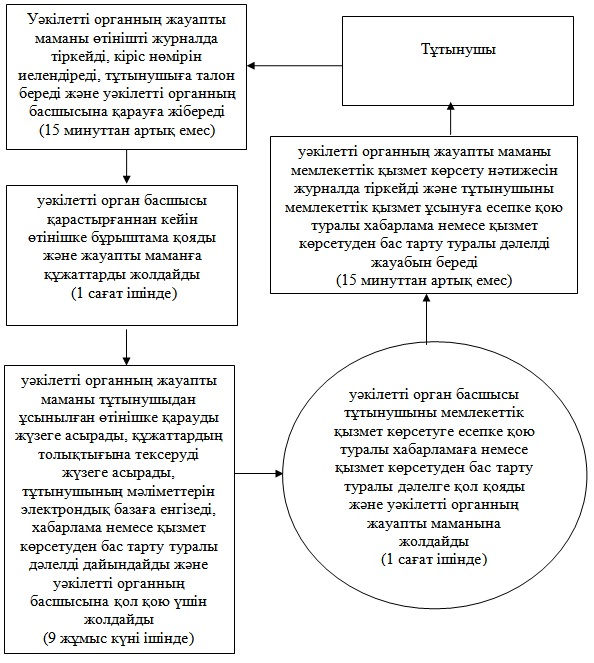 Тұтынушы
Уәкілетті органның жауапты
маманы өтінішті журналда
тіркейді, кіріс нөмірін
иелендіреді, тұтынушыға талон
береді және уәкілетті органның
басшысына қарауға жібереді
(15 минуттан артық емес)
уәкілетті орган басшысы
қарастырғаннан кейін
өтінішке бұрыштама қояды
және жауапты маманға
құжаттарды жолдайды
(1 сағат ішінде)
уәкілетті органның жауапты
маманы тұтынушыдан
ұсынылған өтінішке қарауды
жүзеге асырады, құжаттардың
толықтығына тексеруді
жүзеге асырады,
тұтынушының мәліметтерін
электрондық базаға енгізеді,
хабарлама немесе қызмет
көрсетуден бас тарту туралы
дәлелді дайындайды және
уәкілетті органның
басшысына қол қою үшін
жолдайды
(9 жұмыс күні ішінде)
уәкілетті орган басшысы
тұтынушыны мемлекеттік
қызмет көрсетуге есепке қою
туралы хабарламаға немесе
қызмет көрсетуден бас тарту
туралы дәлелге қол қояды
және уәкілетті органның
жауапты маманына
жолдайды
(1 сағат ішінде)
уәкілетті органның жауапты маманы
мемлекеттік қызмет көрсету нәтижесін
журналда тіркейді және тұтынушыны
мемлекеттік қызмет ұсынуға есепке қою
туралы хабарлама немесе қызмет
көрсетуден бас тарту туралы дәлелді
жауабын береді
(15 минуттан артық емес)